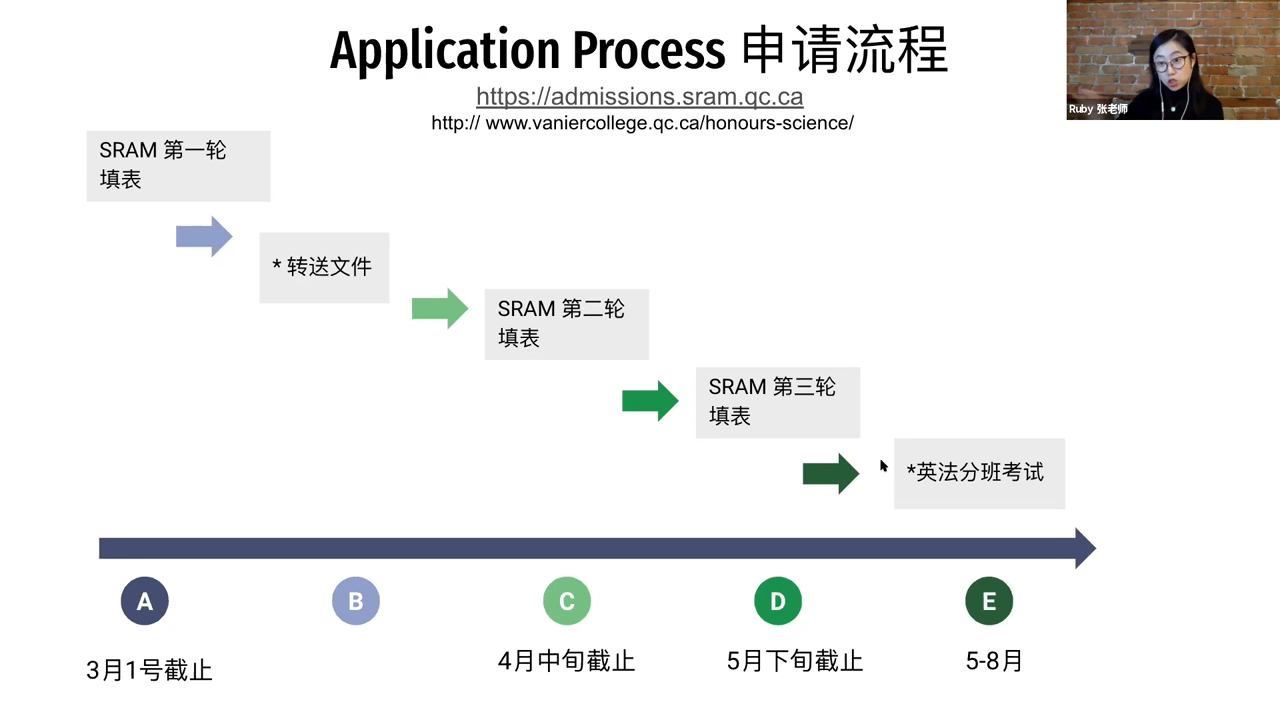 Application Process 申请流程
https://admissions.sram.qc.ca
http:// www.vaniercollege.qc.ca/honours-science/
Ruby 张老师
SRAM 第一轮
填表
* 转送文件
SRAM 第二轮
填表
SRAM 第三轮
填表
*英法分班考试
A
B
C
D
E
3月1号截止
4月中旬截止
5月下旬截止
5-8月